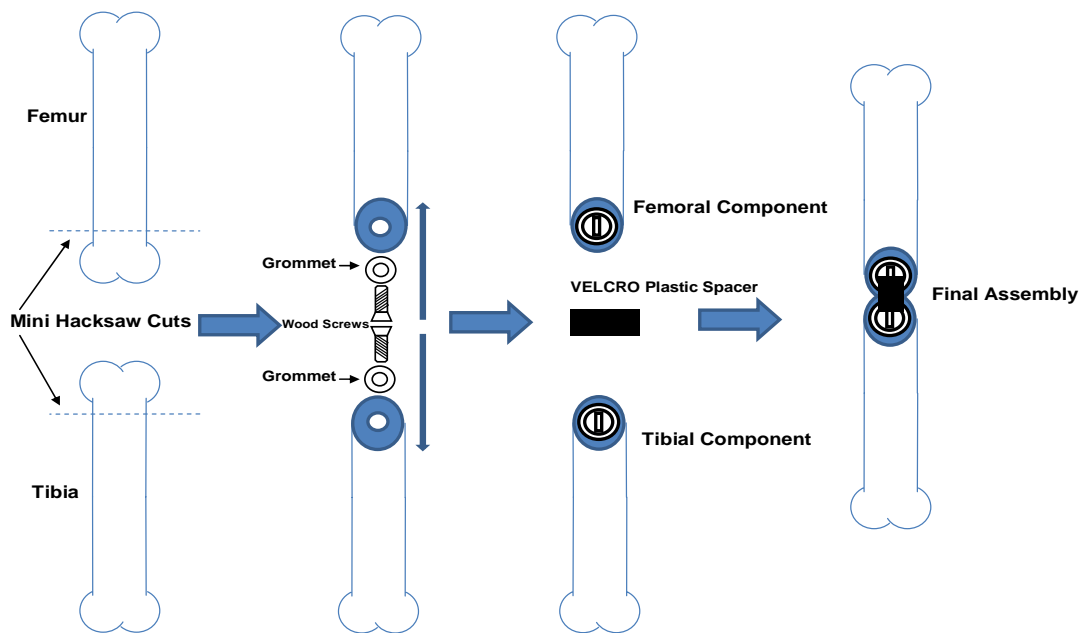 Femur
Mini Hacksaw Cuts
Tibia
Grommet
Wood Screws
Grommet
Femoral Component
VELCRO Plastic Spacer
Tibial Component
Final Assembly